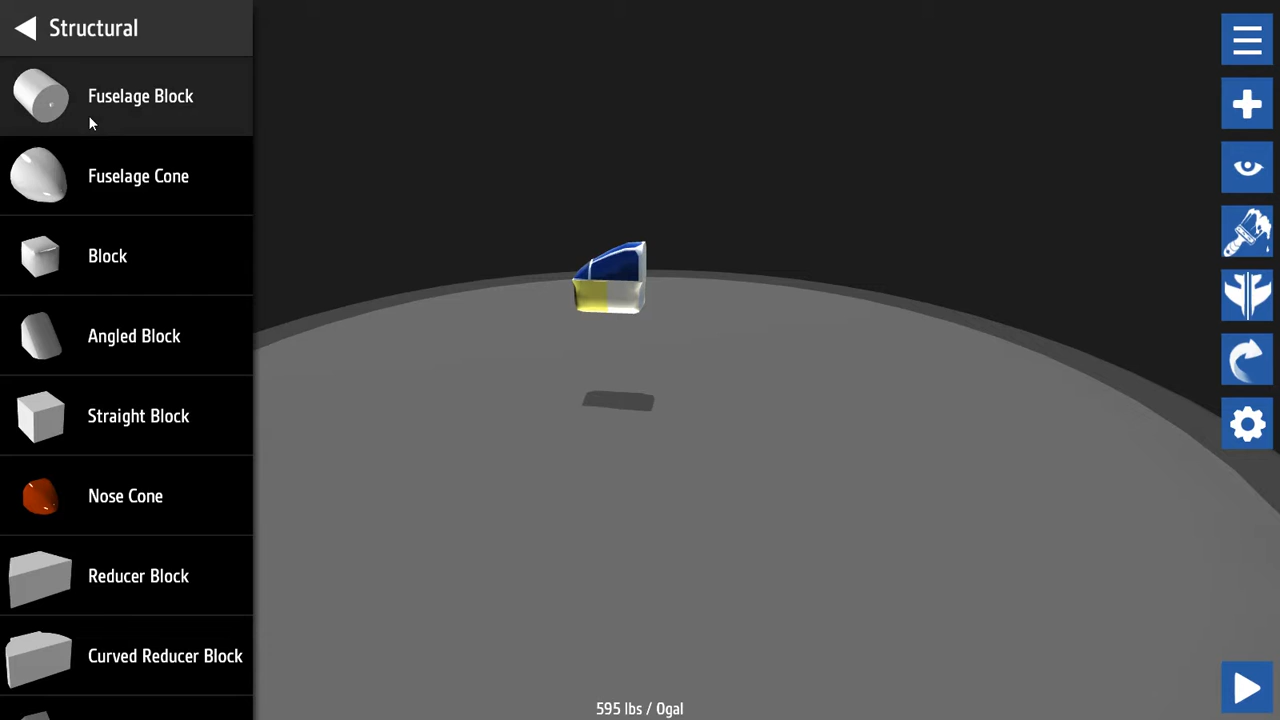 Structural
Fuselage Block
Fuselage Cone
Block
Angled Block
Straight Block
Nose Cone
Reducer Block
Curved Reducer Block
595 lbs / 0gal